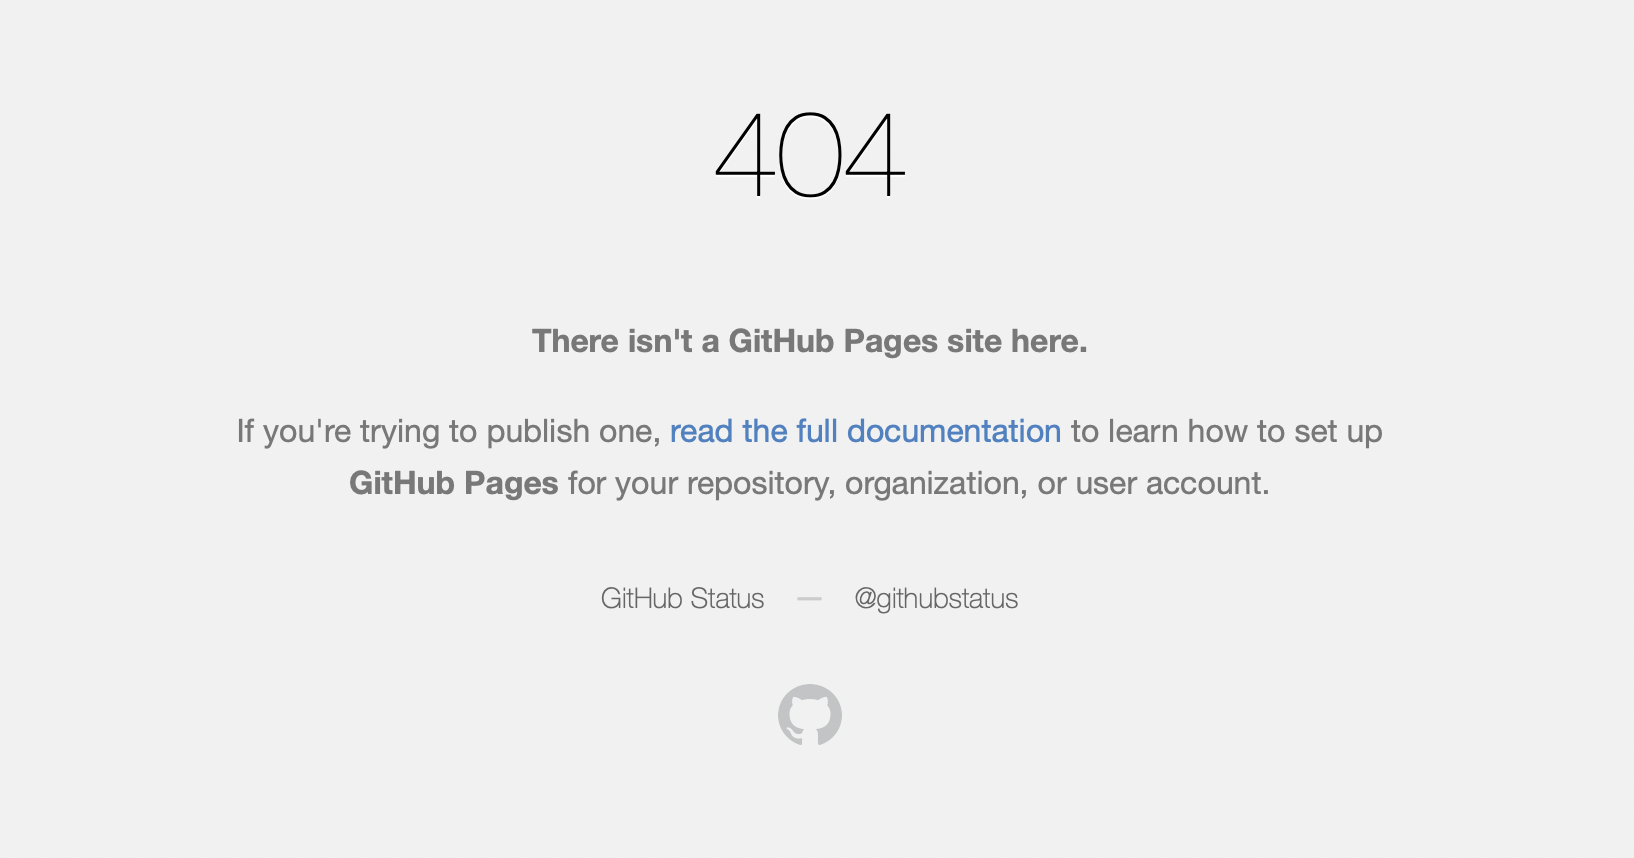 404
There isn't a GitHub Pages site here.
If you're trying to publish one, read the full documentation to learn how to set up
GitHub Pages for your repository, organization, or user account.
GitHub Status — @githubstatus